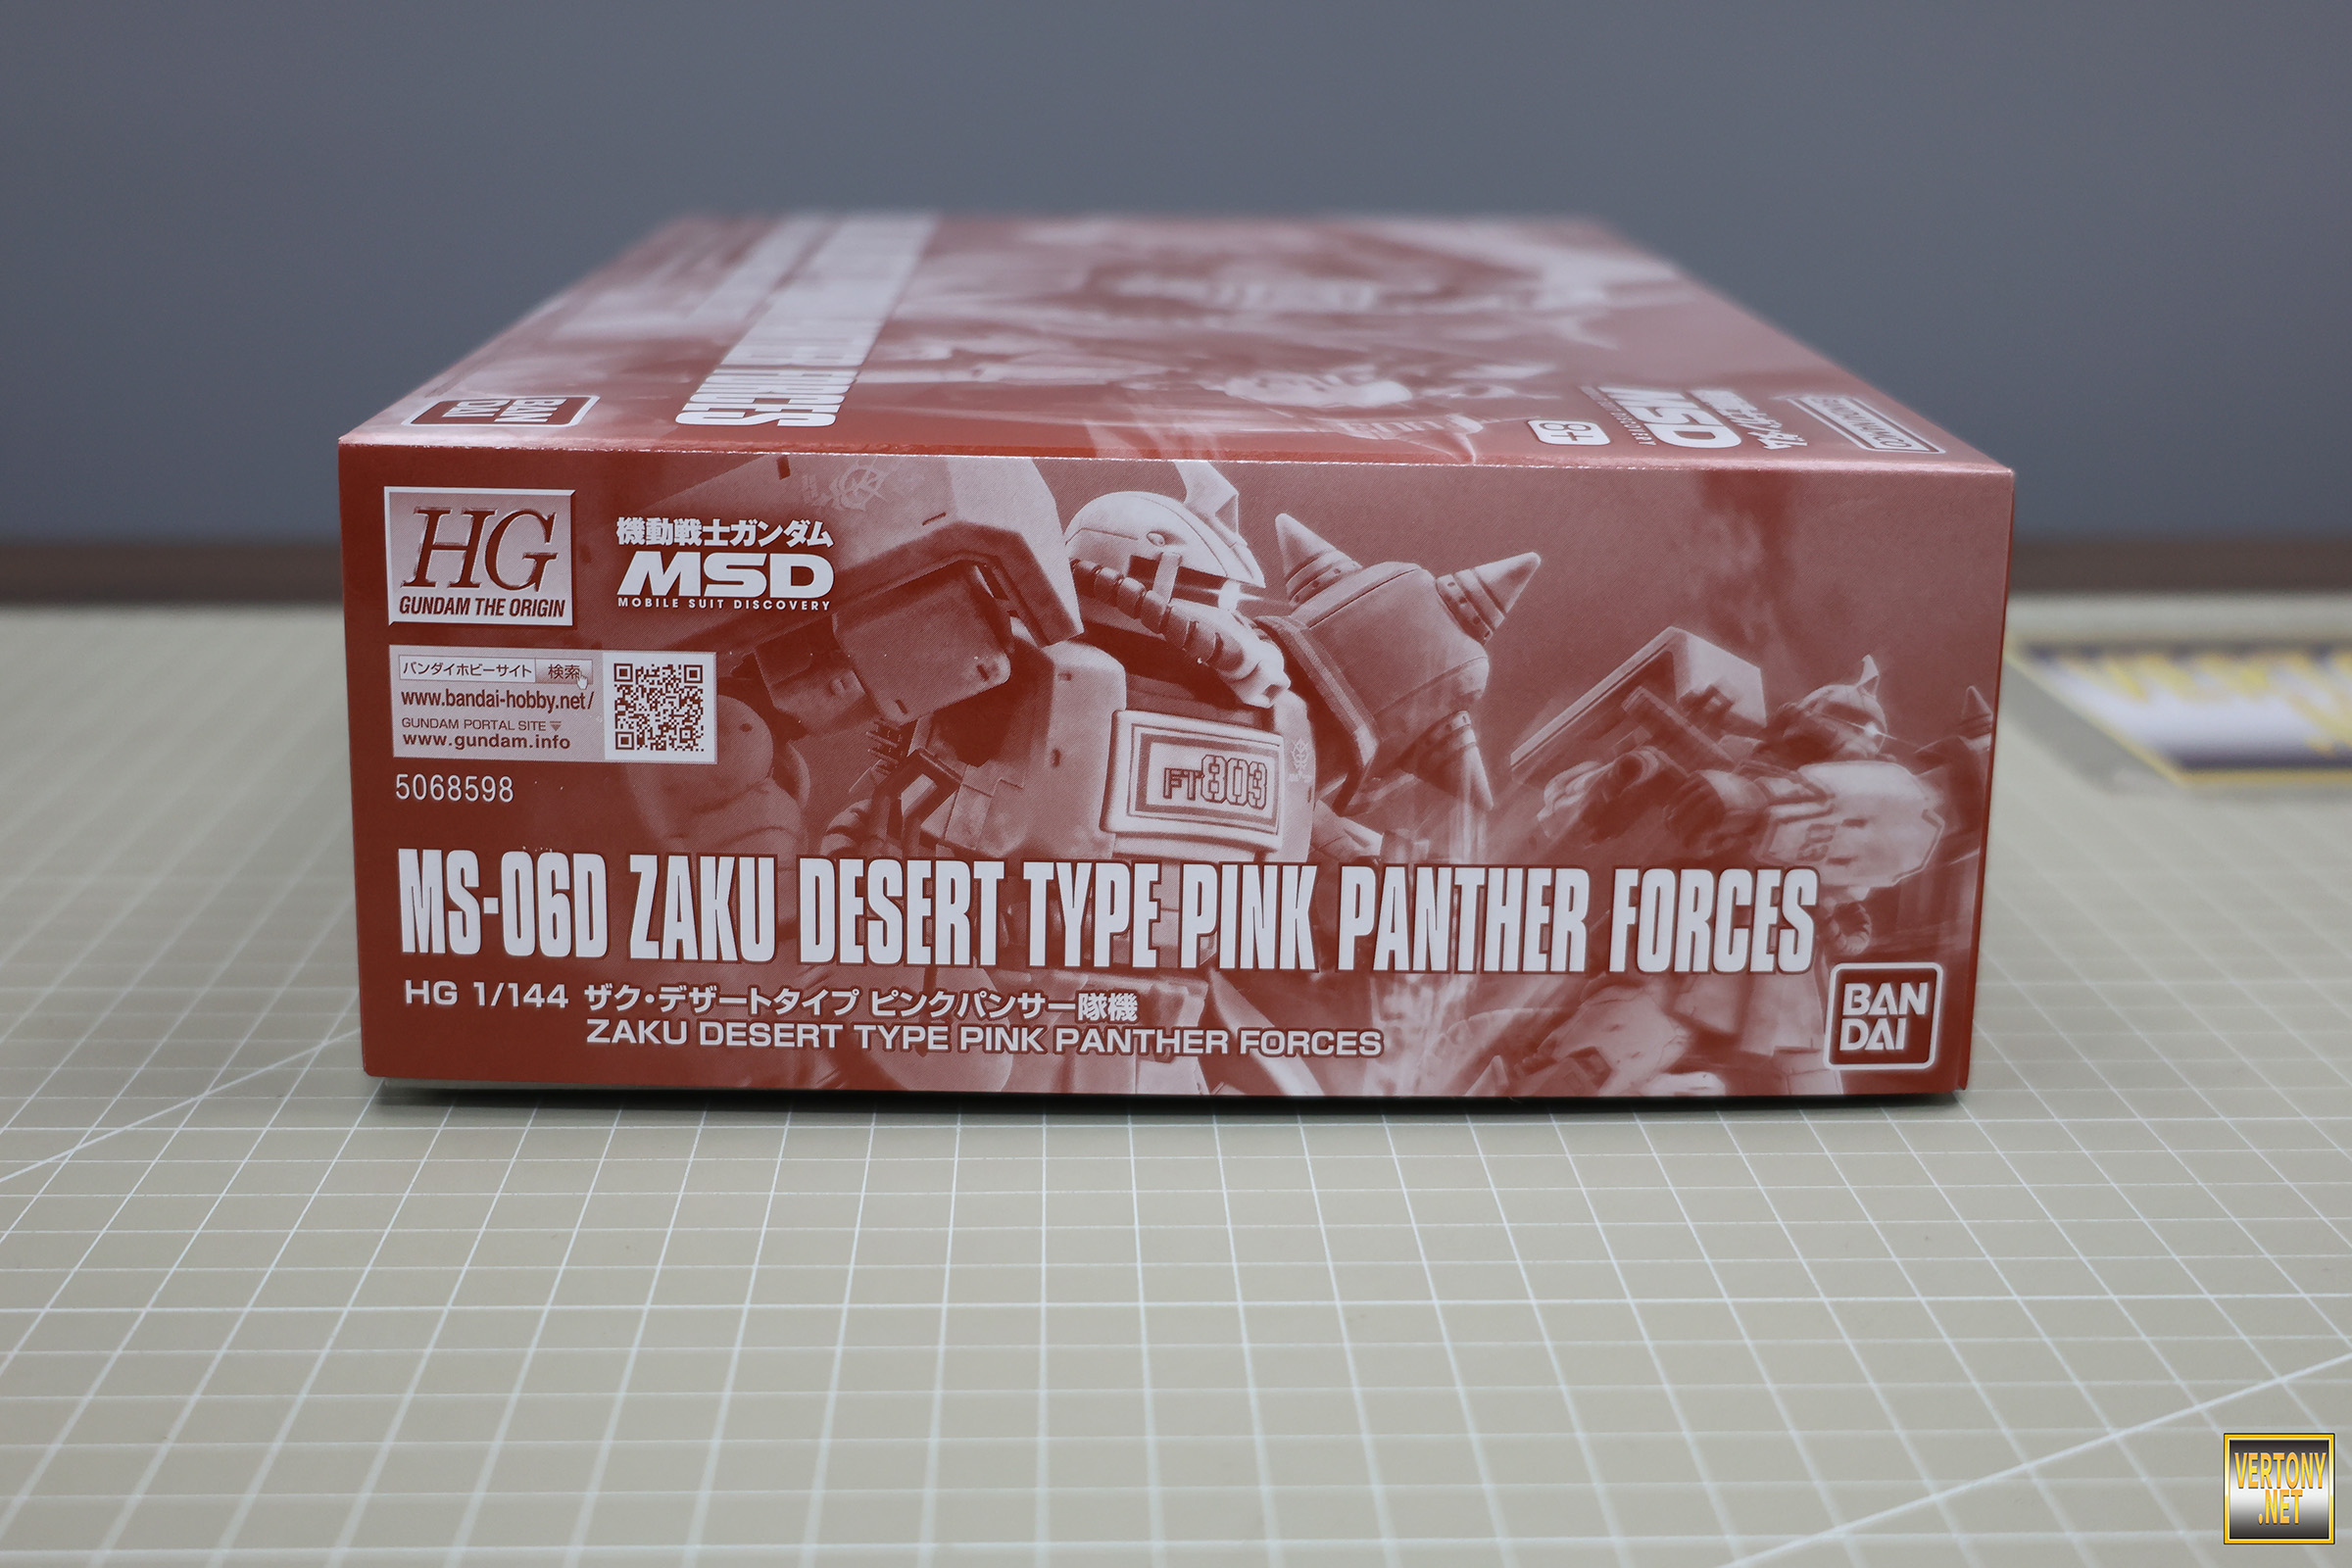 FORCES
BAN
DAI
8+
MSD
HG
GUNDAM THE ORIGIN
機動戦士ガンダム
MSD
MOBILE SUIT DISCOVERY
バンダイホビーサイト 検索
www.bandai-hobby.net/
GUNDAM PORTAL SITE
www.gundam.info
5068598
FT803
MS-06D ZAKU DESERT TYPE PINK PANTHER FORCES
HG 1/144 ザク・デザートタイプ ピンクパンサー隊機
ZAKU DESERT TYPE PINK PANTHER FORCES
BAN
DAI
VERTONY
.NET